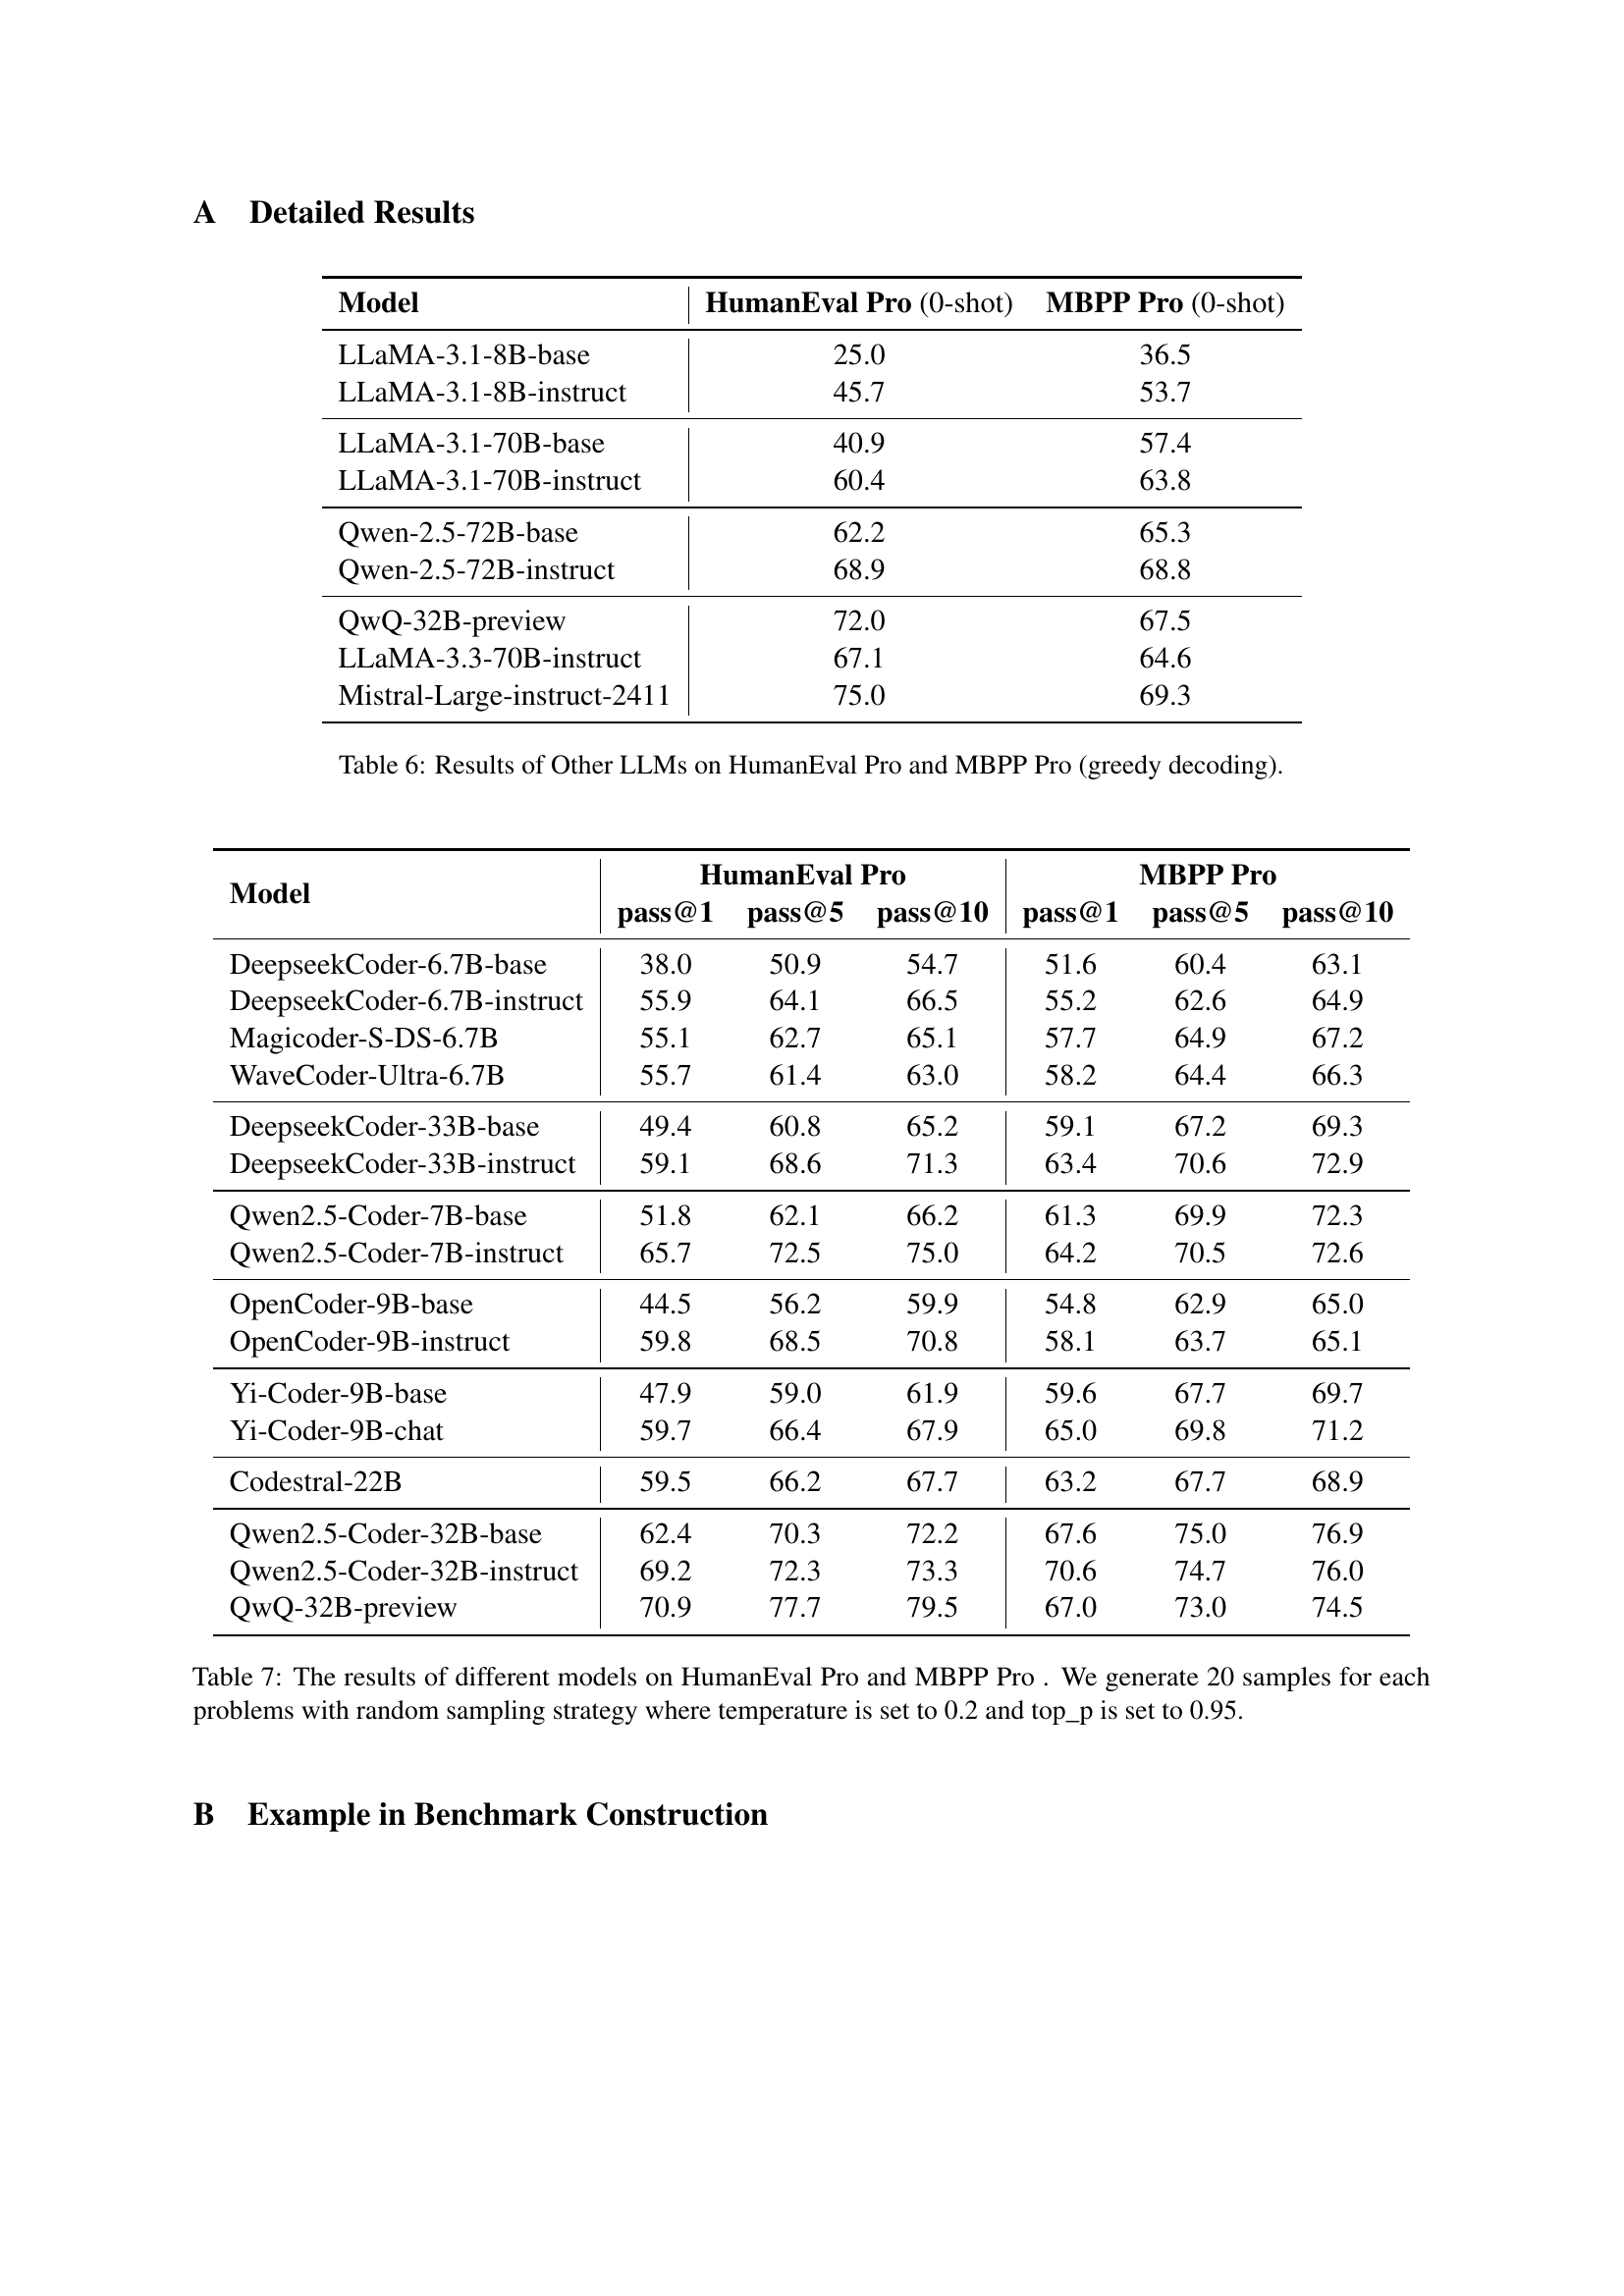 A Detailed Results
Model HumanEval Pro (0-shot) MBPP Pro (0-shot)
LLaMA-3.1-8B-base 25.0 36.5
LLaMA-3.1-8B-instruct 45.7 53.7
LLaMA-3.1-70B-base 40.9 57.4
LLaMA-3.1-70B-instruct 60.4 63.8
Qwen-2.5-72B-base 62.2 65.3
Qwen-2.5-72B-instruct 68.9 68.8
QwQ-32B-preview 72.0 67.5
LLaMA-3.3-70B-instruct 67.1 64.6
Mistral-Large-instruct-2411 75.0 69.3
Table 6: Results of Other LLMs on HumanEval Pro and MBPP Pro (greedy decoding).
Model HumanEval Pro MBPP Pro
pass@1 pass@5 pass@10 pass@1 pass@5 pass@10
DeepseekCoder-6.7B-base 38.0 50.9 54.7 51.6 60.4 63.1
DeepseekCoder-6.7B-instruct 55.9 64.1 66.5 55.2 62.6 64.9
Magicoder-S-DS-6.7B 55.1 62.7 65.1 57.7 64.9 67.2
WaveCoder-Ultra-6.7B 55.7 61.4 63.0 58.2 64.4 66.3
DeepseekCoder-33B-base 49.4 60.8 65.2 59.1 67.2 69.3
DeepseekCoder-33B-instruct 59.1 68.6 71.3 63.4 70.6 72.9
Qwen2.5-Coder-7B-base 51.8 62.1 66.2 61.3 69.9 72.3
Qwen2.5-Coder-7B-instruct 65.7 72.5 75.0 64.2 70.5 72.6
OpenCoder-9B-base 44.5 56.2 59.9 54.8 62.9 65.0
OpenCoder-9B-instruct 59.8 68.5 70.8 58.1 63.7 65.1
Yi-Coder-9B-base 47.9 59.0 61.9 59.6 67.7 69.7
Yi-Coder-9B-chat 59.7 66.4 67.9 65.0 69.8 71.2
Codestral-22B 59.5 66.2 67.7 63.2 67.7 68.9
Qwen2.5-Coder-32B-base 62.4 70.3 72.2 67.6 75.0 76.9
Qwen2.5-Coder-32B-instruct 69.2 72.3 73.3 70.6 74.7 76.0
QwQ-32B-preview 70.9 77.7 79.5 67.0 73.0 74.5
Table 7: The results of different models on HumanEval Pro and MBPP Pro . We generate 20 samples for each
problems with random sampling strategy where temperature is set to 0.2 and top_p is set to 0.95.
B Example in Benchmark Construction